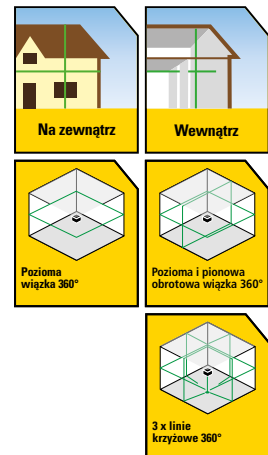 Na zewnątrz
Wewnątrz
Pozioma
wiązka 360°
Pozioma i pionowa
obrotowa wiązka 360°
3 x linie
krzyżowe 360°